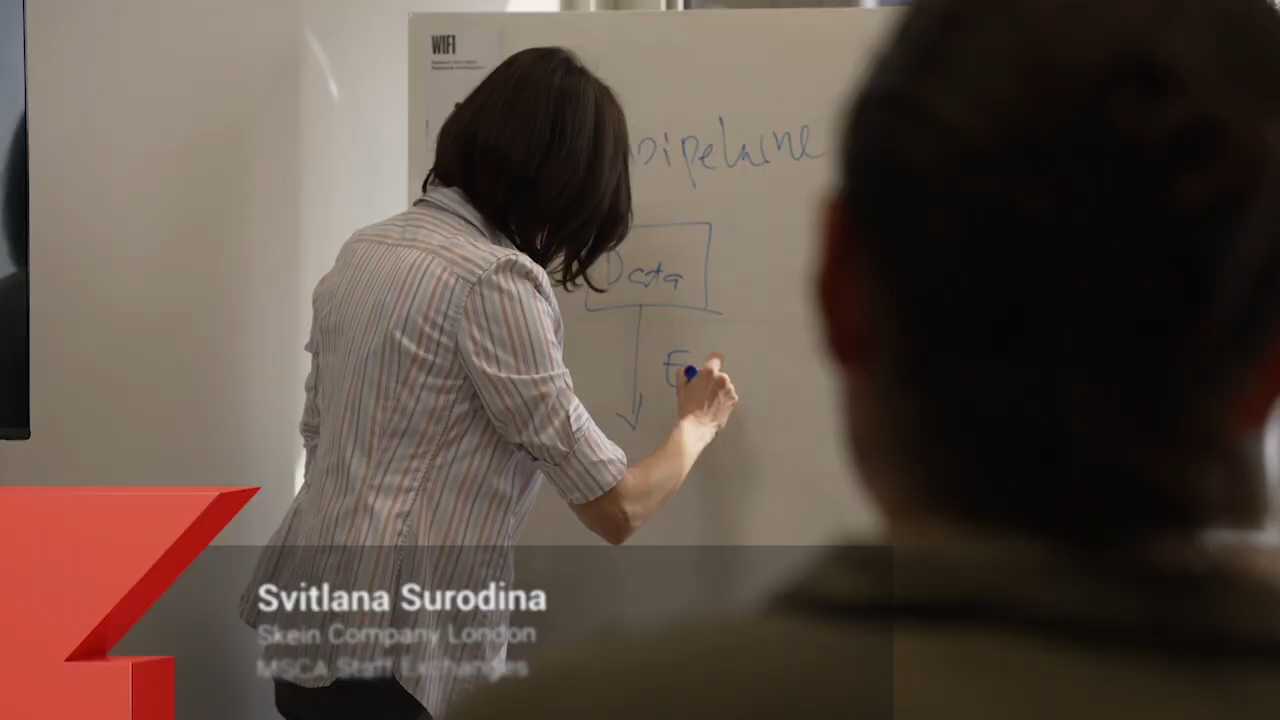 WIFI
pipelaine
Data
E
Svitlana Surodina
Skein Company London
MSCA Staff Exchanges